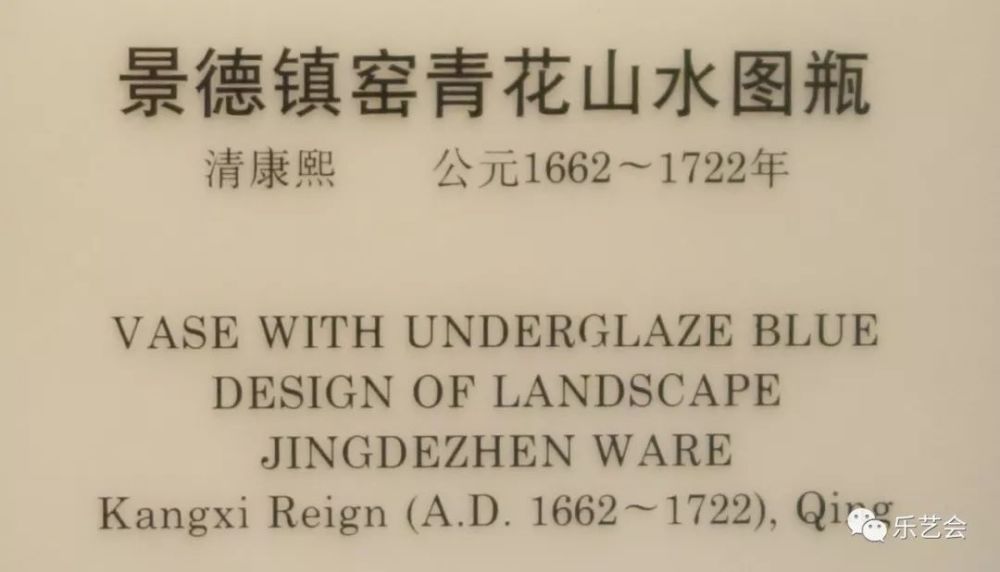 景德镇窑青花山水图瓶
清康熙 公元1662～1722年
VASE WITH UNDERGLAZE BLUE
DESIGN OF LANDSCAPE
JINGDEZHEN WARE
Kangxi Reign (A.D. 1662～1722), Qing
乐艺会